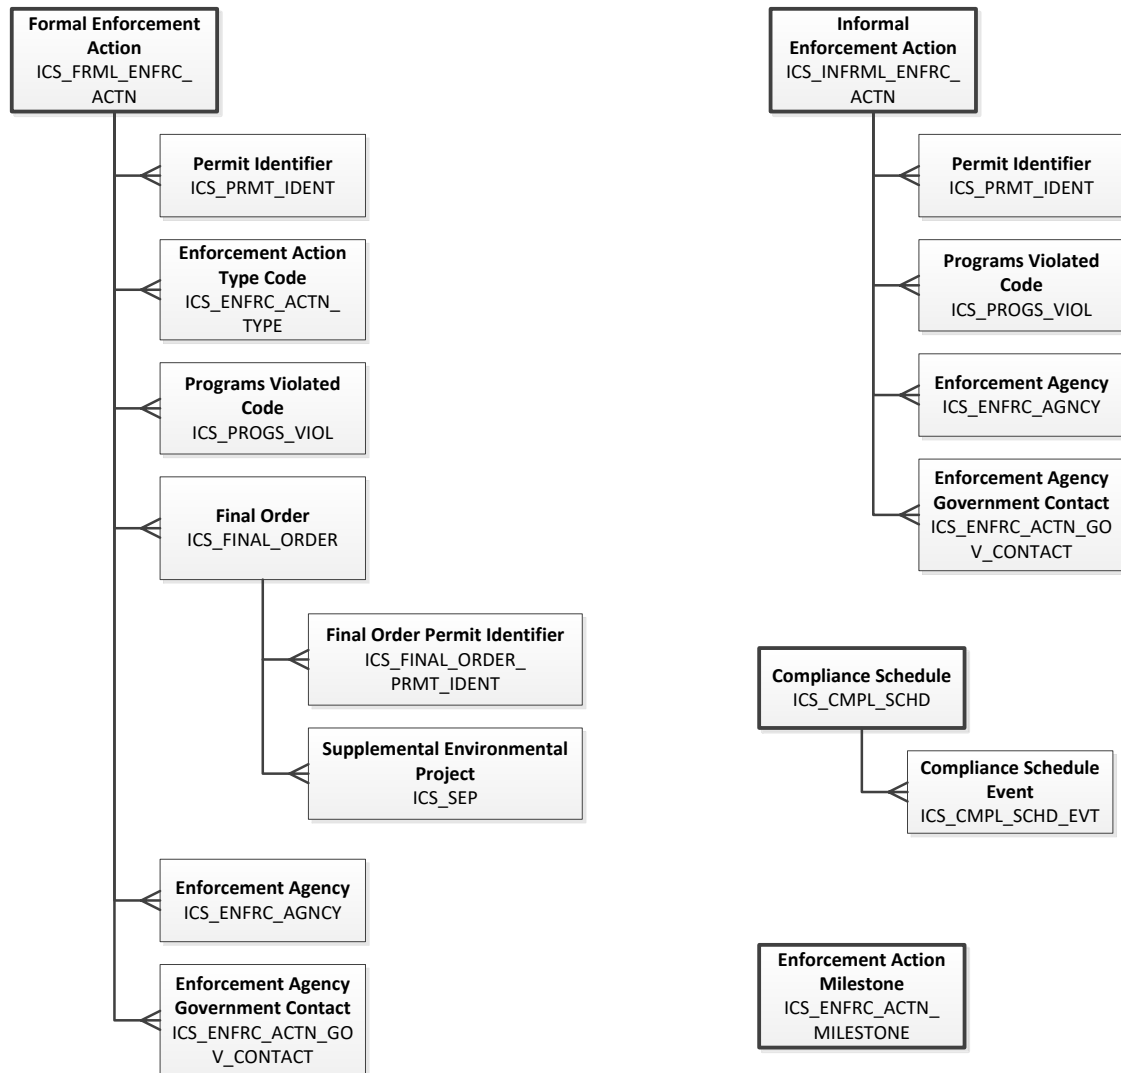 Formal Enforcement
Action
ICS_FRML_ENFRC_
ACTN
Permit Identifier
ICS_PRMT_IDENT
Enforcement Action
Type Code
ICS_ENFRC_ACTN_
TYPE
Programs Violated
Code
ICS_PROGS_VIOL
Final Order
ICS_FINAL_ORDER
Final Order Permit Identifier
ICS_FINAL_ORDER_
PRMT_IDENT
Supplemental Environmental
Project
ICS_SEP
Enforcement Agency
ICS_ENFRC_AGNCY
Enforcement Agency
Government Contact
ICS_ENFRC_ACTN_GO
V_CONTACT
Informal
Enforcement Action
ICS_INFRML_ENFRC_
ACTN
Permit Identifier
ICS_PRMT_IDENT
Programs Violated
Code
ICS_PROGS_VIOL
Enforcement Agency
ICS_ENFRC_AGNCY
Enforcement Agency
Government Contact
ICS_ENFRC_ACTN_GO
V_CONTACT
Compliance Schedule
ICS_CMPL_SCHD
Compliance Schedule
Event
ICS_CMPL_SCHD_EVT
Enforcement Action
Milestone
ICS_ENFRC_ACTN_
MILESTONE